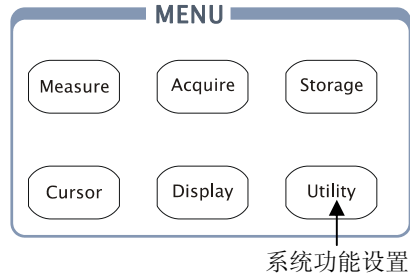 MENU
Measure Acquire Storage
Cursor Display Utility
系统功能设置